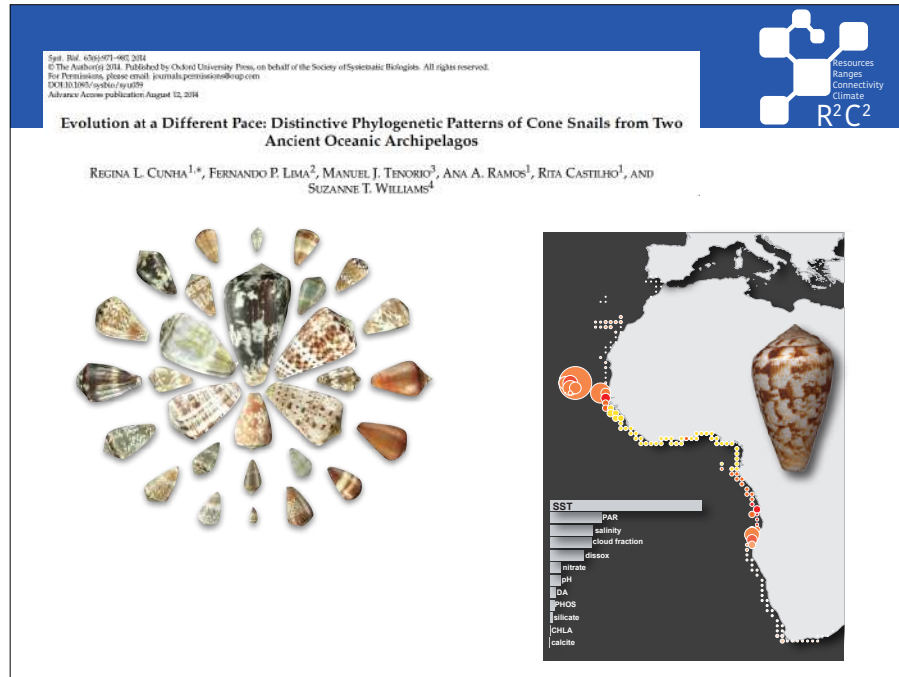 Syst. Biol. 63(6):971–987, 2014
© The Author(s) 2014. Published by Oxford University Press, on behalf of the Society of Systematic Biologists. All rights reserved.
For Permissions, please email: journals.permissions@oup.com
DOI:10.1093/sysbio/syu059
Advance Access publication August 12, 2014
Evolution at a Different Pace: Distinctive Phylogenetic Patterns of Cone Snails from Two
Ancient Oceanic Archipelagos
REGINA L. CUNHA1,*, FERNANDO P. LIMA2, MANUEL J. TENORIO3, ANA A. RAMOS1, RITA CASTILHO1, AND
SUZANNE T. WILLIAMS4
Resources
Ranges
Connectivity
Climate
R2C2
SST
PAR
salinity
cloud fraction
dissox
nitrate
pH
DA
PHOS
silicate
CHLA
calcite